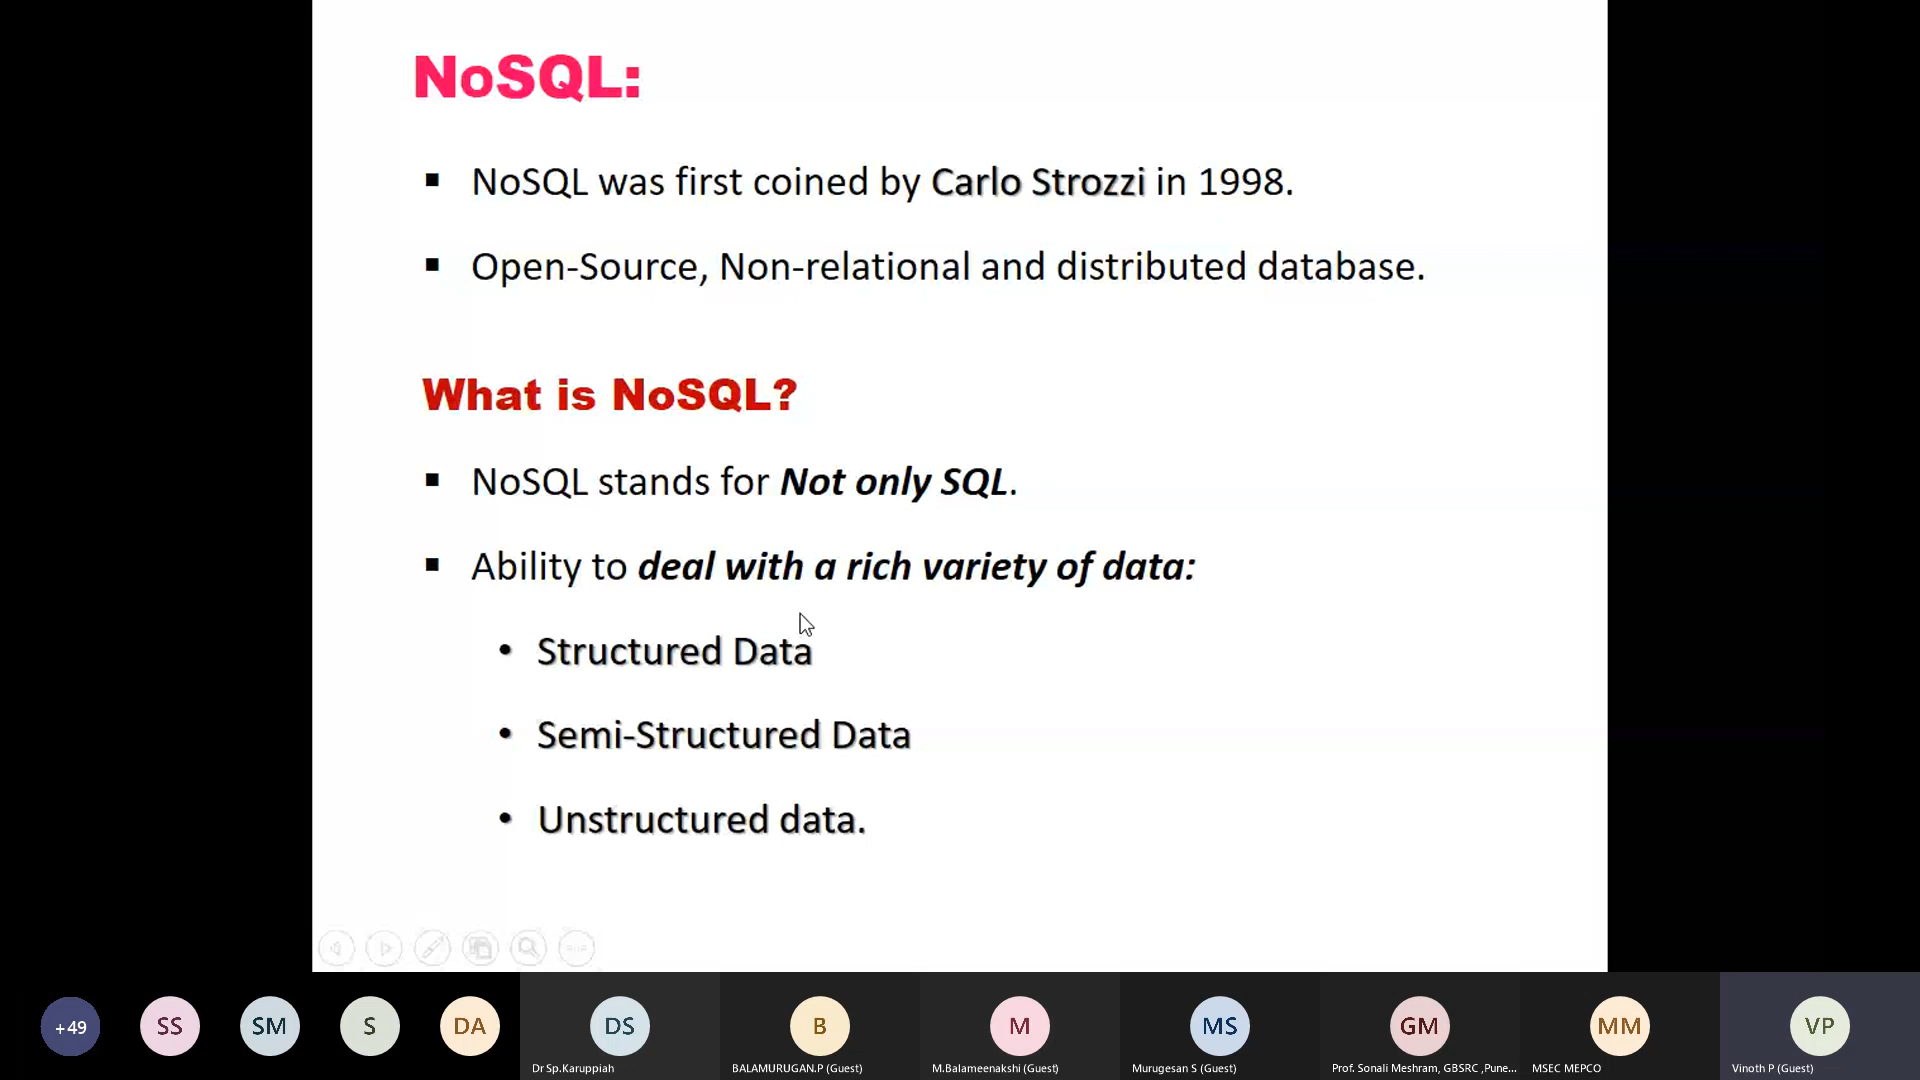 NoSQL:
▪ NoSQL was first coined by Carlo Strozzi in 1998.
▪ Open-Source, Non-relational and distributed database.
What is NoSQL?
▪ NoSQL stands for Not only SQL.
▪ Ability to deal with a rich variety of data:
• Structured Data
• Semi-Structured Data
• Unstructured data.
+49 SS SM S DA DS B M MS GM MM VP
Dr Sp.Karuppiah BALAMURUGAN.P (Guest) M.Balameenakshi (Guest) Murugesan S (Guest) Prof. Sonali Meshram, GBSRC ,Pune... MSEC MEPCO Vinoth P (Guest)